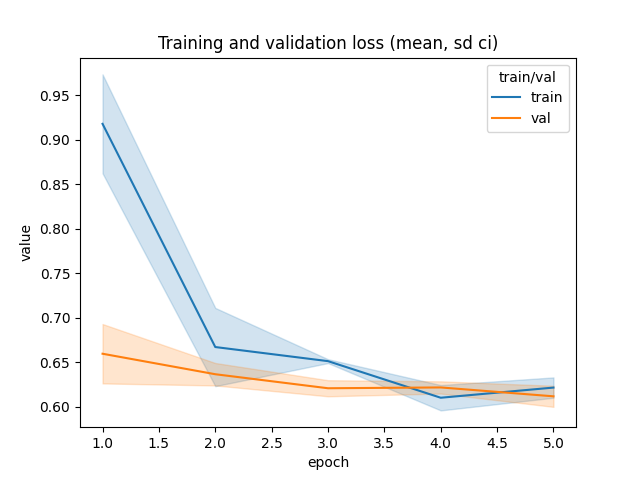 Training and validation loss (mean, sd ci)
train/val
train
val
value
0.95
0.90
0.85
0.80
0.75
0.70
0.65
0.60
1.0 1.5 2.0 2.5 3.0 3.5 4.0 4.5 5.0
epoch